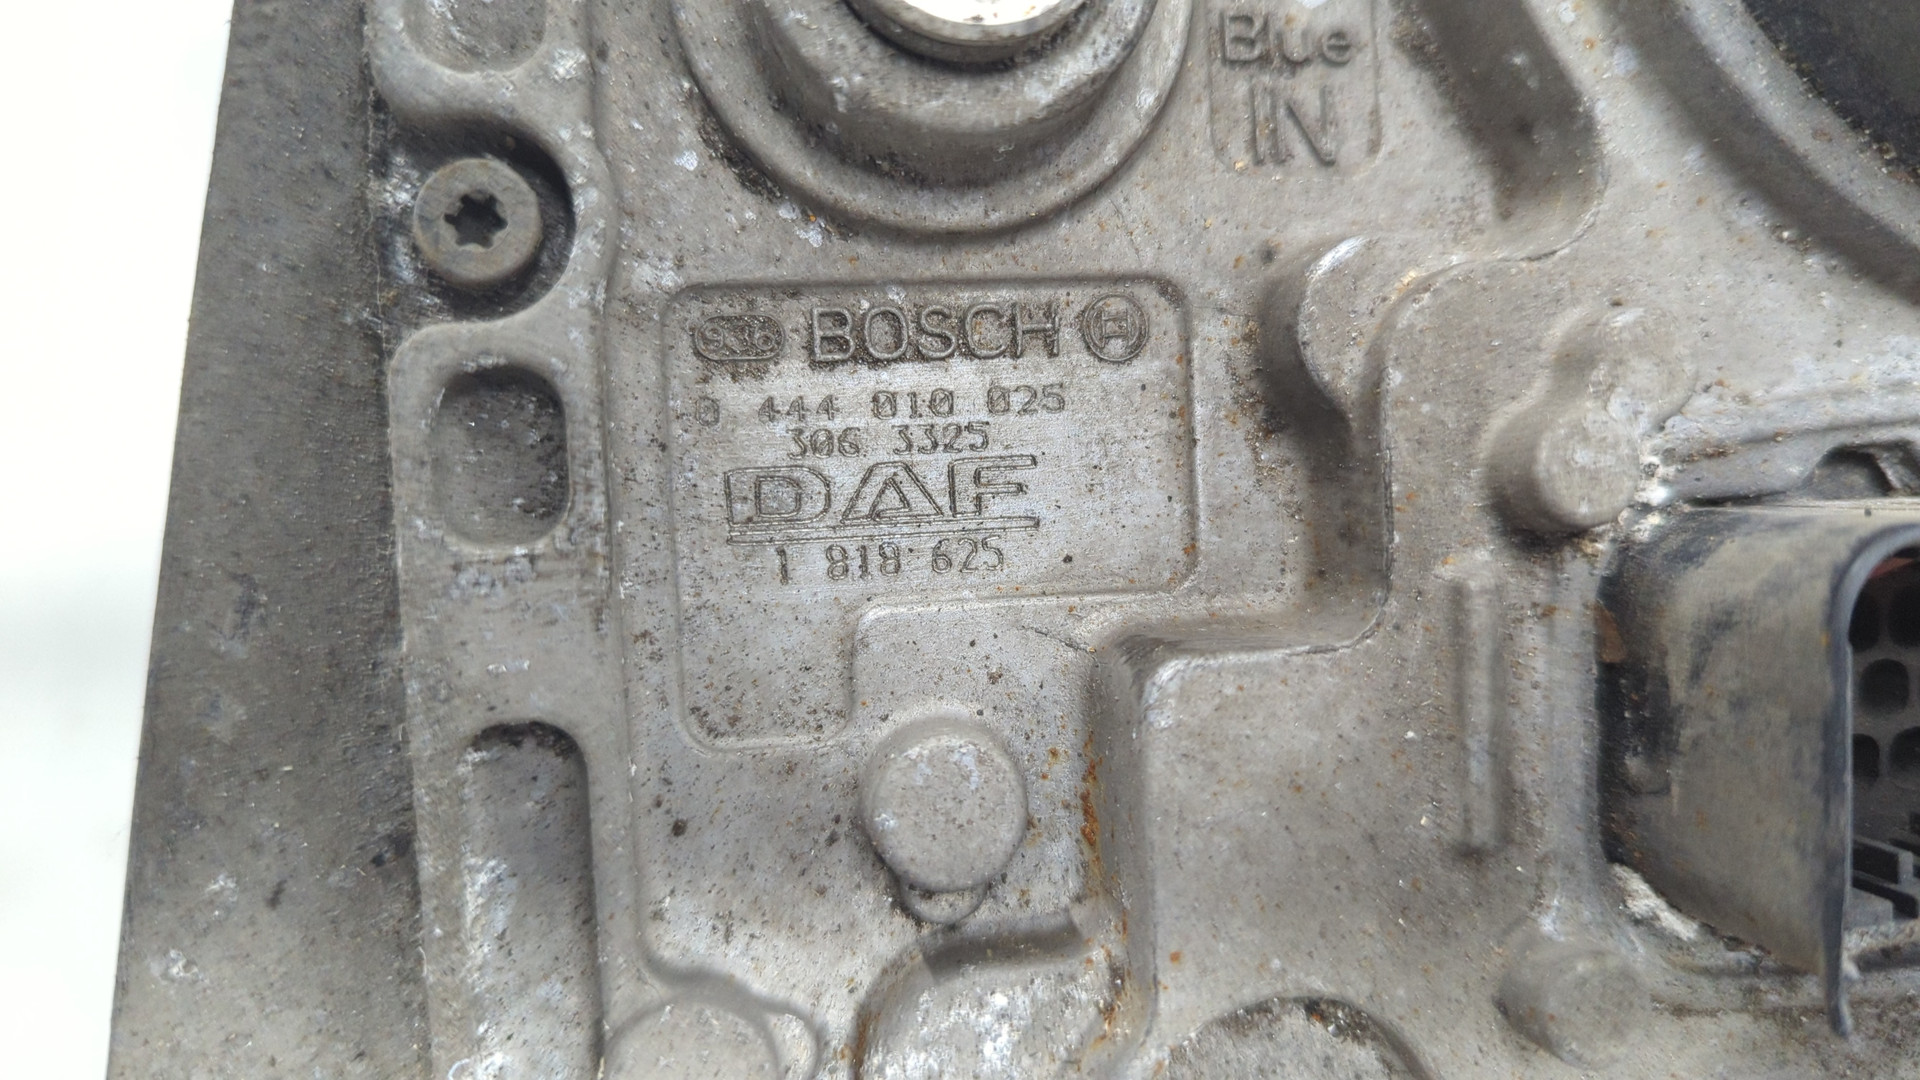 Blue
IN
936 BOSCH
0 444 010 025
306 3325
DAF
1 818 625